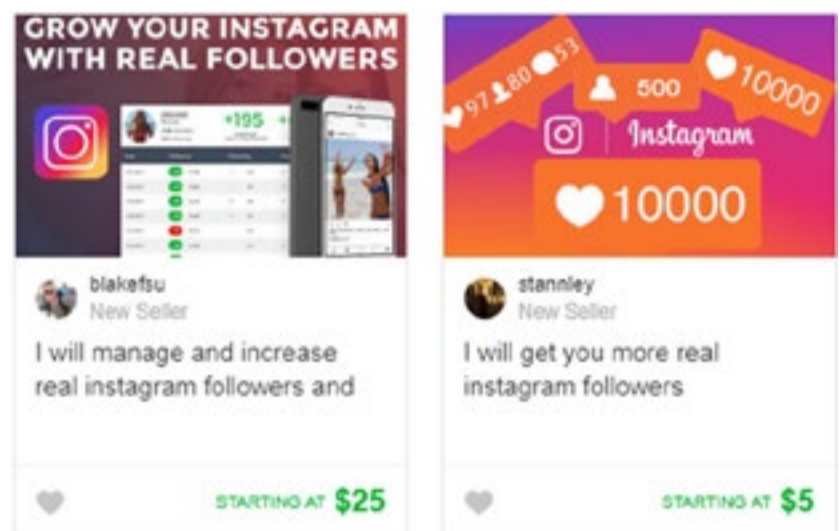 GROW YOUR INSTAGRAM
WITH REAL FOLLOWERS
+195
97 80 53
500
10000
Instagram
10000
blakefsu
New Seller
I will manage and increase
real instagram followers and
STARTING AT $25
stannley
New Seller
I will get you more real
instagram followers
STARTING AT $5